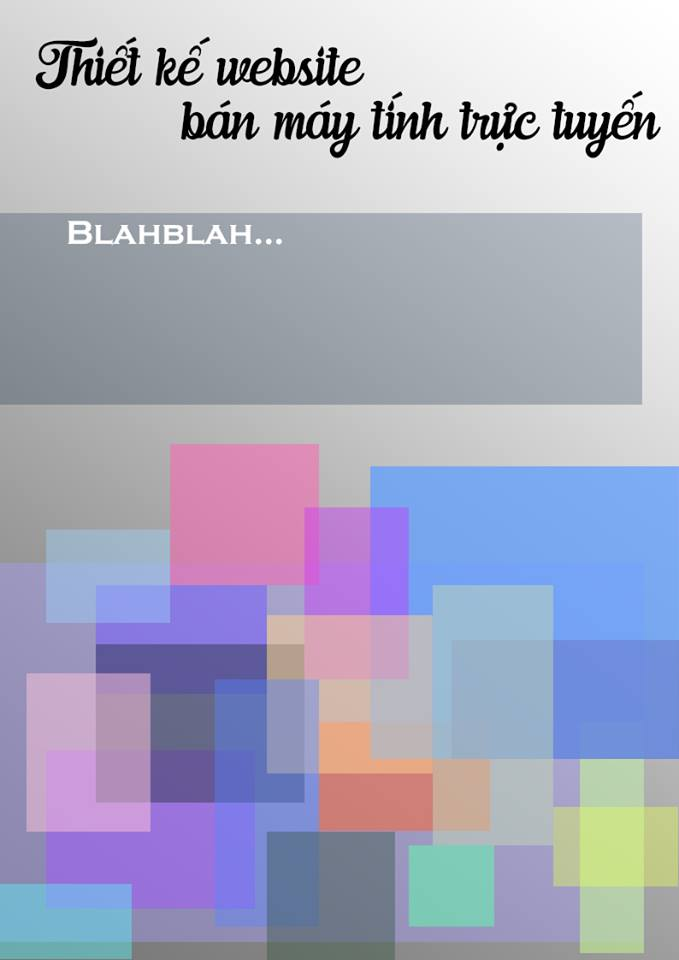 Thiết kế website
bán máy tính trực tuyến
Blahblah...